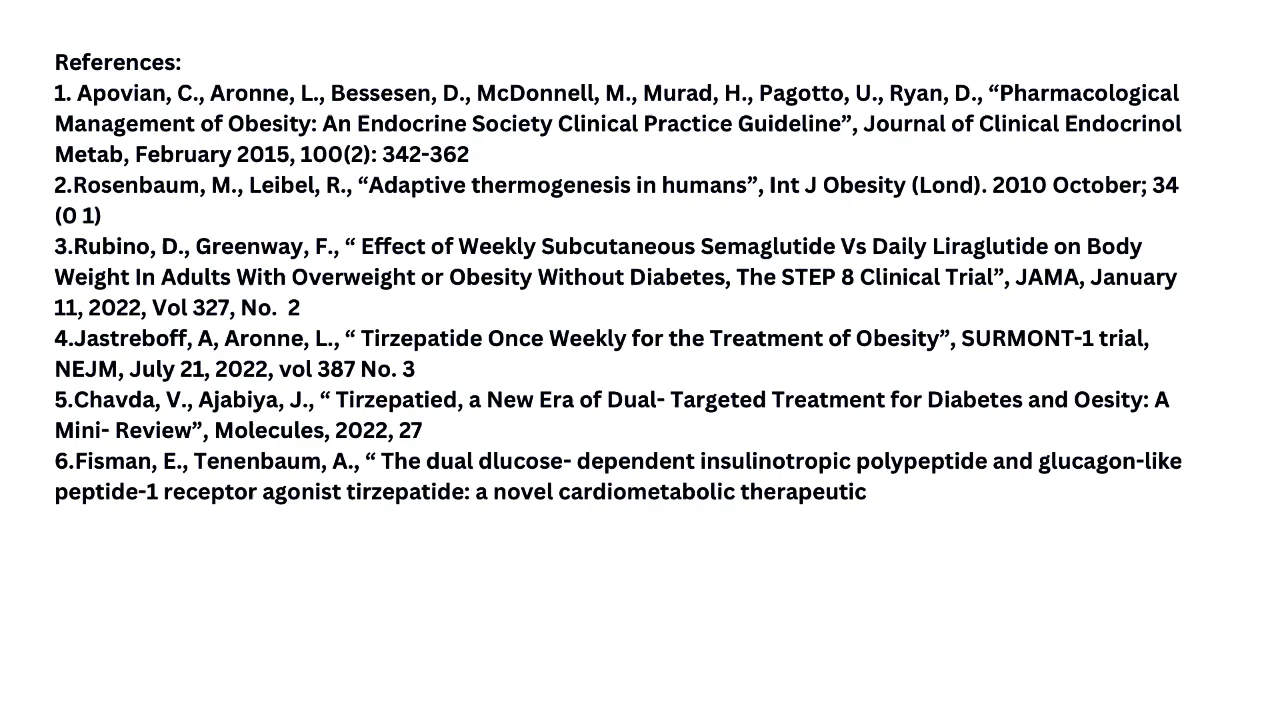 References:
1. Apovian, C., Aronne, L., Bessesen, D., McDonnell, M., Murad, H., Pagotto, U., Ryan, D., “Pharmacological
Management of Obesity: An Endocrine Society Clinical Practice Guideline”, Journal of Clinical Endocrinol
Metab, February 2015, 100(2): 342-362
2.Rosenbaum, M., Leibel, R., “Adaptive thermogenesis in humans”, Int J Obesity (Lond). 2010 October; 34
(0 1)
3.Rubino, D., Greenway, F., “ Effect of Weekly Subcutaneous Semaglutide Vs Daily Liraglutide on Body
Weight In Adults With Overweight or Obesity Without Diabetes, The STEP 8 Clinical Trial”, JAMA, January
11, 2022, Vol 327, No.  2
4.Jastreboff, A, Aronne, L., “ Tirzepatide Once Weekly for the Treatment of Obesity”, SURMONT-1 trial,
NEJM, July 21, 2022, vol 387 No. 3
5.Chavda, V., Ajabiya, J., “ Tirzepatied, a New Era of Dual- Targeted Treatment for Diabetes and Oesity: A
Mini- Review”, Molecules, 2022, 27
6.Fisman, E., Tenenbaum, A., “ The dual dlucose- dependent insulinotropic polypeptide and glucagon-like
peptide-1 receptor agonist tirzepatide: a novel cardiometabolic therapeutic